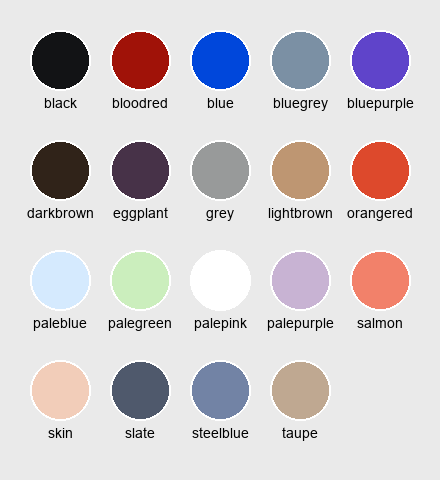 black bloodred blue bluegrey bluepurple
darkbrown eggplant grey lightbrown orangered
paleblue palegreen palepink palepurple salmon
skin slate steelblue taupe